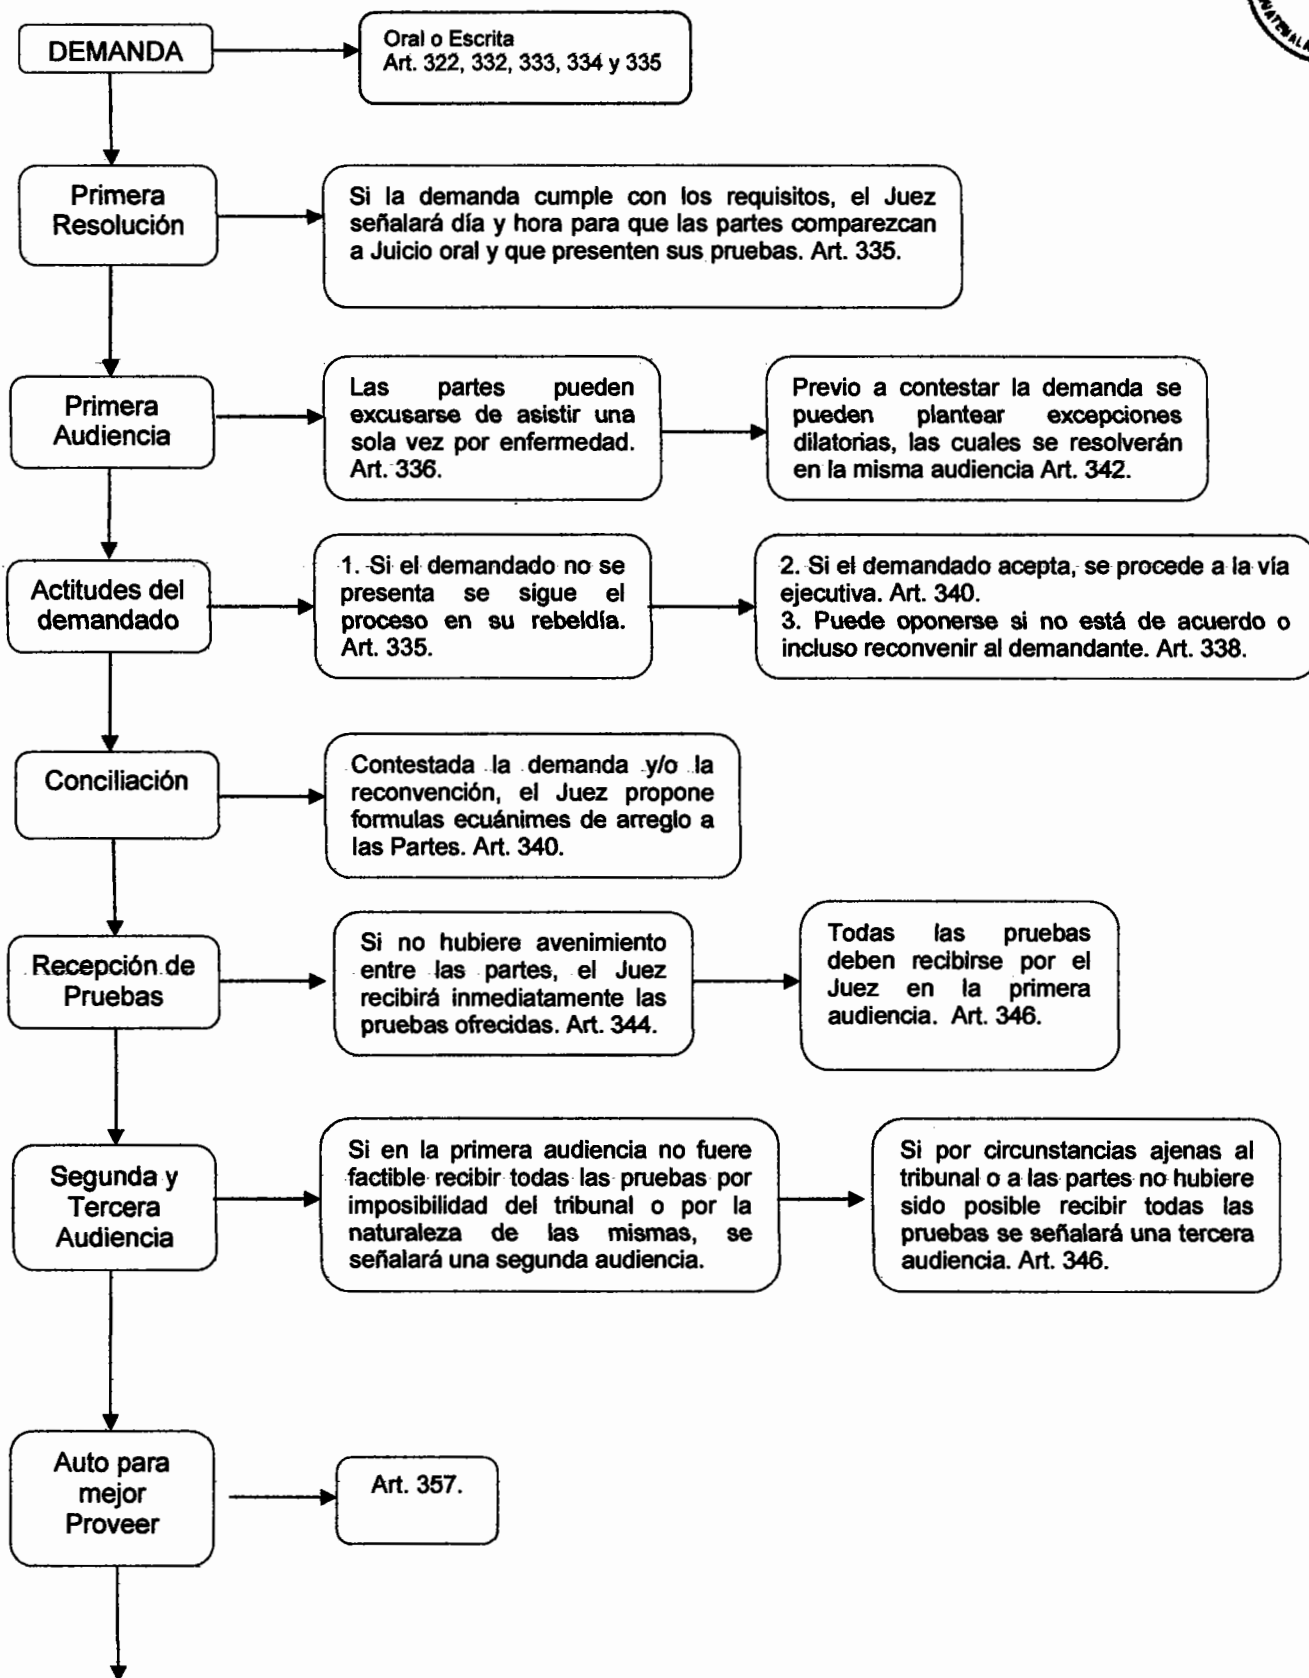 DEMANDA
Oral o Escrita
Art. 322, 332, 333, 334 y 335
Primera
Resolución
Si la demanda cumple con los requisitos, el Juez
señalará día y hora para que las partes comparezcan
a Juicio oral y que presenten sus pruebas. Art. 335.
Primera
Audiencia
Las partes pueden
excusarse de asistir una
sola vez por enfermedad.
Art. 336.
Previo a contestar la demanda se
pueden plantear excepciones
dilatorias, las cuales se resolverán
en la misma audiencia Art. 342.
Actitudes del
demandado
1. Si el demandado no se
presenta se sigue el
proceso en su rebeldía.
Art. 335.
2. Si el demandado acepta, se procede a la vía
ejecutiva. Art. 340.
3. Puede oponerse si no está de acuerdo o
incluso reconvenir al demandante. Art. 338.
Conciliación
Contestada la demanda y/o la
reconvención, el Juez propone
formulas ecuánimes de arreglo a
las Partes. Art. 340.
Recepción de
Pruebas
Si no hubiere avenimiento
entre las partes, el Juez
recibirá inmediatamente las
pruebas ofrecidas. Art. 344.
Todas las pruebas
deben recibirse por el
Juez en la primera
audiencia. Art. 346.
Segunda y
Tercera
Audiencia
Si en la primera audiencia no fuere
factible recibir todas las pruebas por
imposibilidad del tribunal o por la
naturaleza de las mismas, se
señalará una segunda audiencia.
Si por circunstancias ajenas al
tribunal o a las partes no hubiere
sido posible recibir todas las
pruebas se señalará una tercera
audiencia. Art. 346.
Auto para
mejor
Proveer
Art. 357.